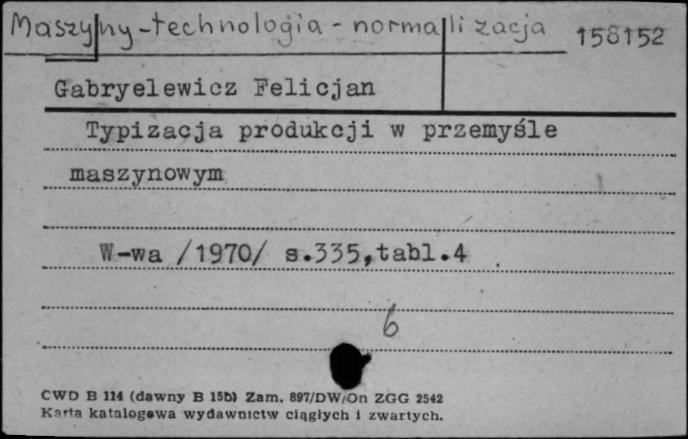 Maszyny-technologia-normalizacja 158152
Gabryelewicz Felicjan
Typizacja produkcji w przemyśle
maszynowym
W-wa /1970/ s.335,tabl.4
6
CWD B 114 (dawny B 15b) Zam. 897/DW/On ZGG 2542
Karta katalogowa wydawnictw ciągłych i zwartych.